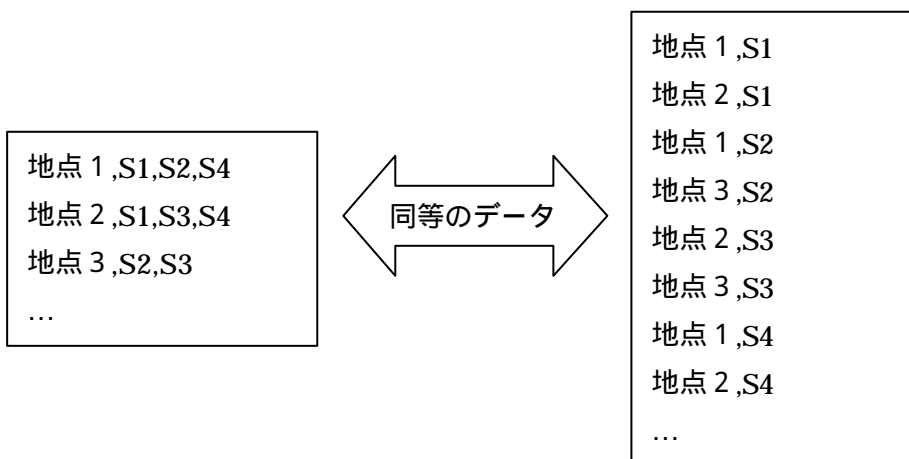 地点1,S1,S2,S4
地点2,S1,S3,S4
地点3,S2,S3
…
同等のデータ
地点1,S1
地点2,S1
地点1,S2
地点3,S2
地点2,S3
地点3,S3
地点1,S4
地点2,S4
…